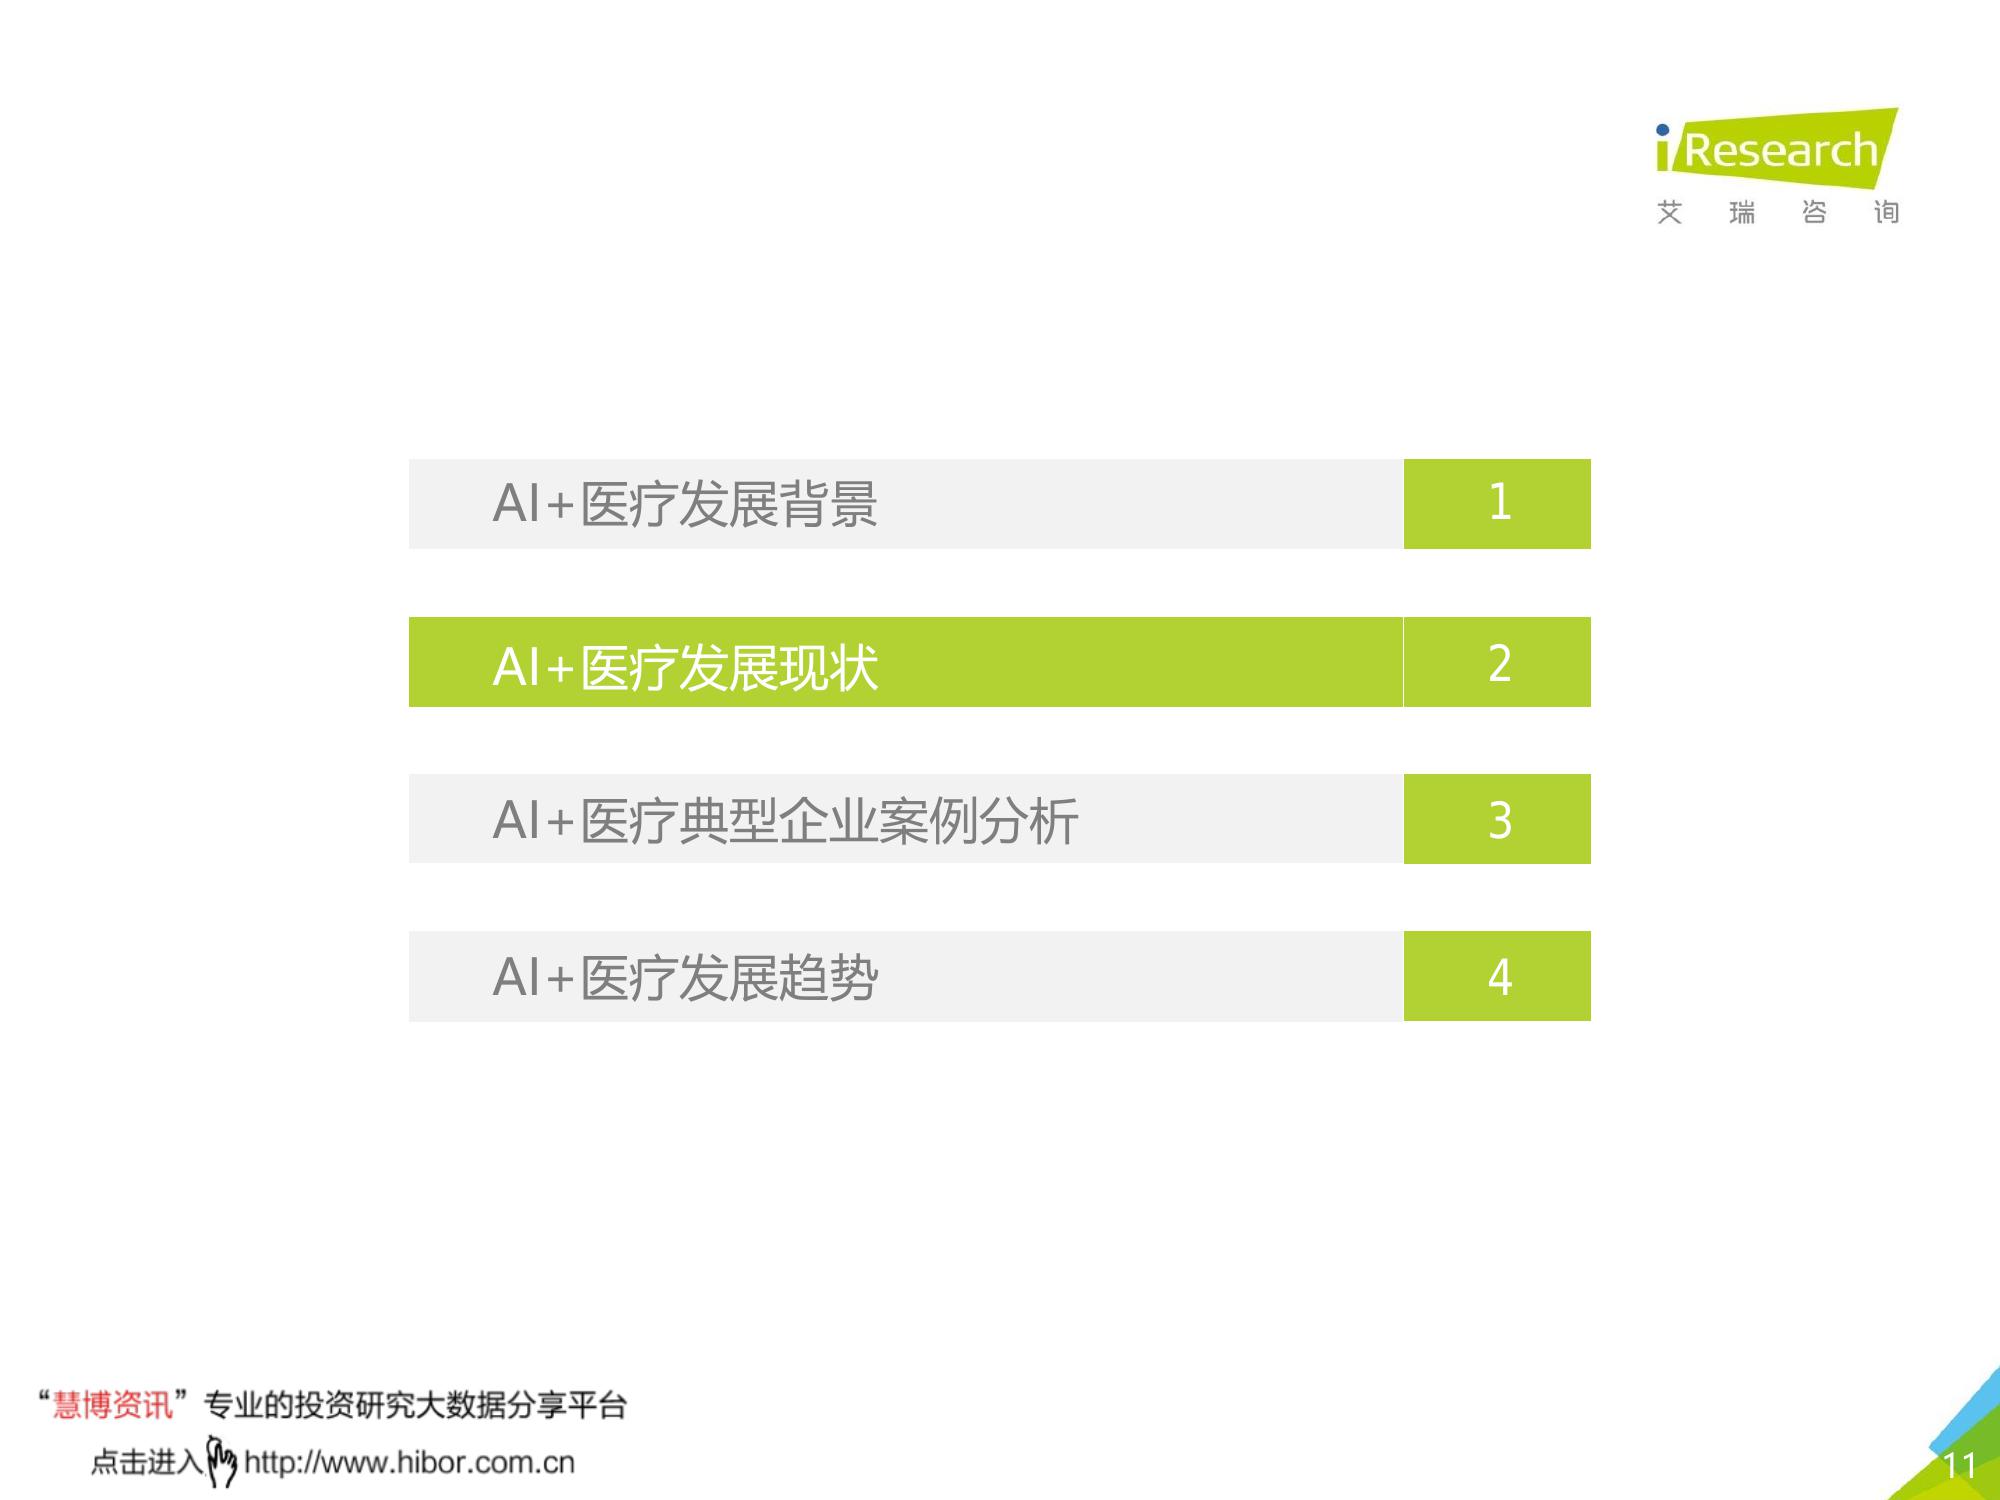 iResearch
艾瑞咨询
AI+医疗发展背景 1
AI+医疗发展现状 2
AI+医疗典型企业案例分析 3
AI+医疗发展趋势 4
“慧博资讯”专业的投资研究大数据分享平台
点击进入 http://www.hibor.com.cn
11